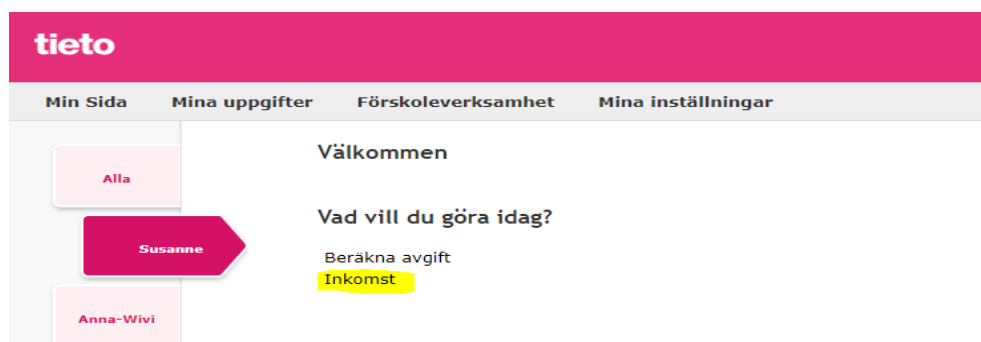 tieto
Min Sida Mina uppgifter Förskoleverksamhet Mina inställningar
Välkommen
Alla
Vad vill du göra idag?
Susanne
Beräkna avgift
Inkomst
Anna-Wivi